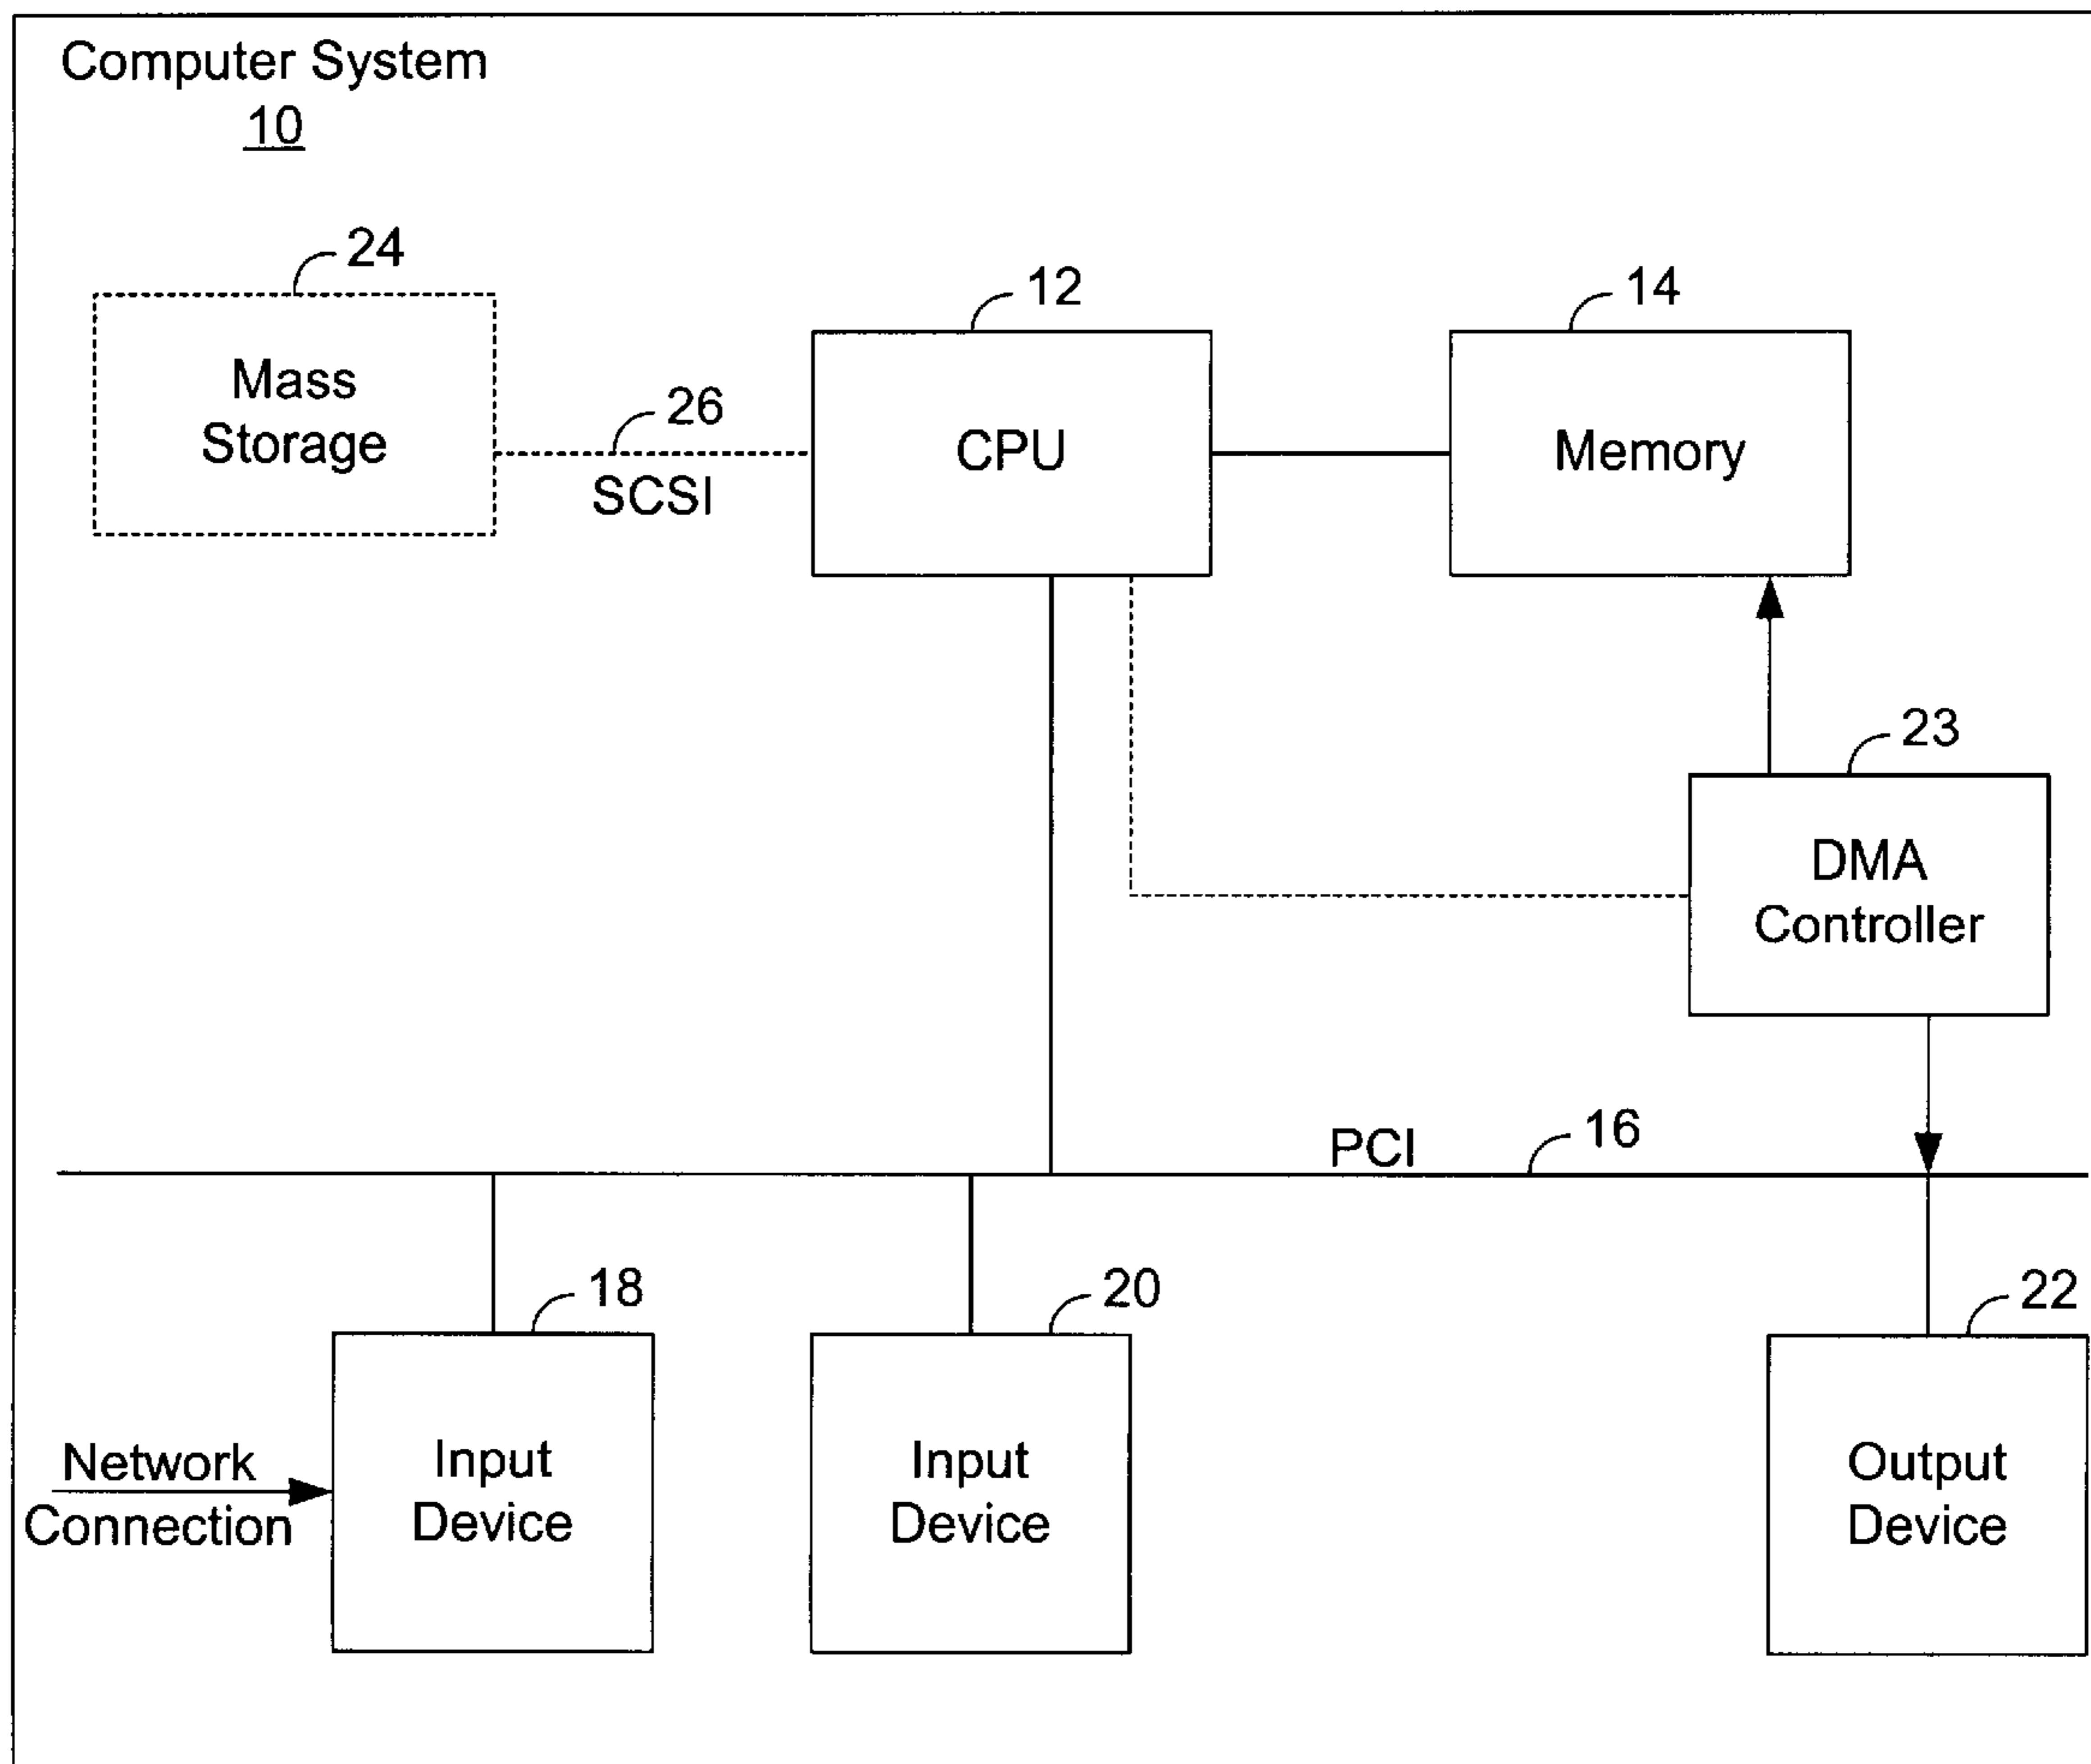 Computer System
10
24
12
14
Mass
Storage
26
SCSI
CPU
Memory
23
DMA
Controller
PCI
16
18
20
22
Network
Connection
Input
Device
Input
Device
Output
Device